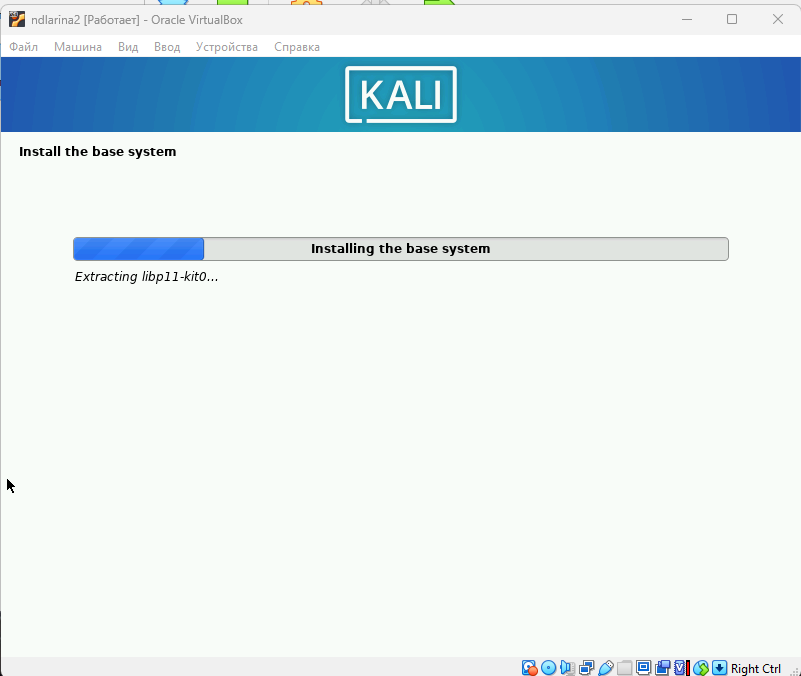 ndlarina2 [Работает] - Oracle VirtualBox
Файл Машина Вид Ввод Устройства Справка
KALI
Install the base system
Installing the base system
Extracting libp11-kit0...
Right Ctrl